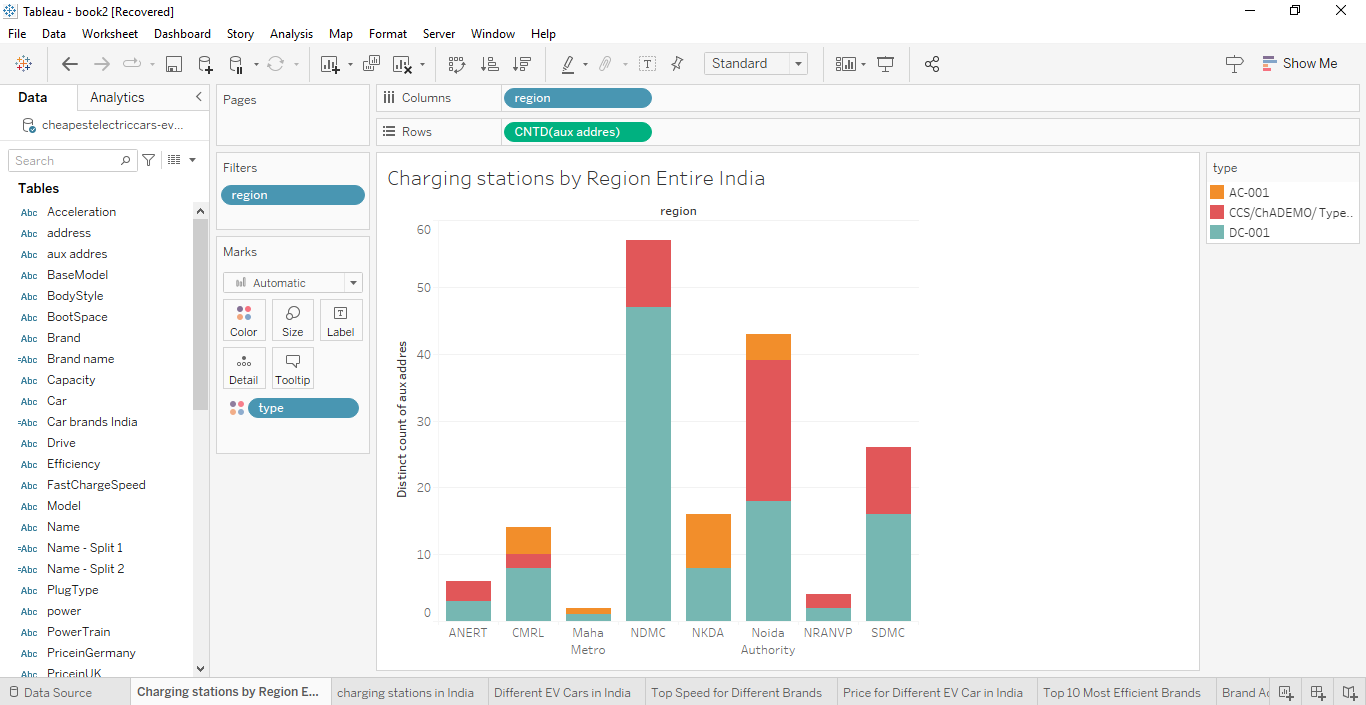 Tableau - book2 [Recovered]
File Data Worksheet Dashboard Story Analysis Map Format Server Window Help
Standard
Show Me
Data Analytics
cheapestelectriccars-ev...
Search
Tables
Abc Acceleration
Abc address
Abc aux addres
Abc BaseModel
Abc BodyStyle
Abc BootSpace
Abc Brand
=Abc Brand name
Abc Capacity
Abc Car
=Abc Car brands India
Abc Drive
Abc Efficiency
Abc FastChargeSpeed
Abc Model
Abc Name
=Abc Name - Split 1
=Abc Name - Split 2
Abc PlugType
Abc power
Abc PowerTrain
Abc PriceinGermany
Abc PriceinUK
Pages
Filters
region
Marks
Automatic
Color Size Label
Detail Tooltip
type
Columns region
Rows CNTD(aux addres)
Charging stations by Region Entire India
region
Distinct count of aux addres
60
50
40
30
20
10
0
ANERT CMRL Maha NDMC NKDA Noida NRANVP SDMC
Metro Authority
type
AC-001
CCS/ChADEMO/ Type..
DC-001
Data Source Charging stations by Region E... charging stations in India Different EV Cars in India Top Speed for Different Brands Price for Different EV Car in India Top 10 Most Efficient Brands Brand Ac